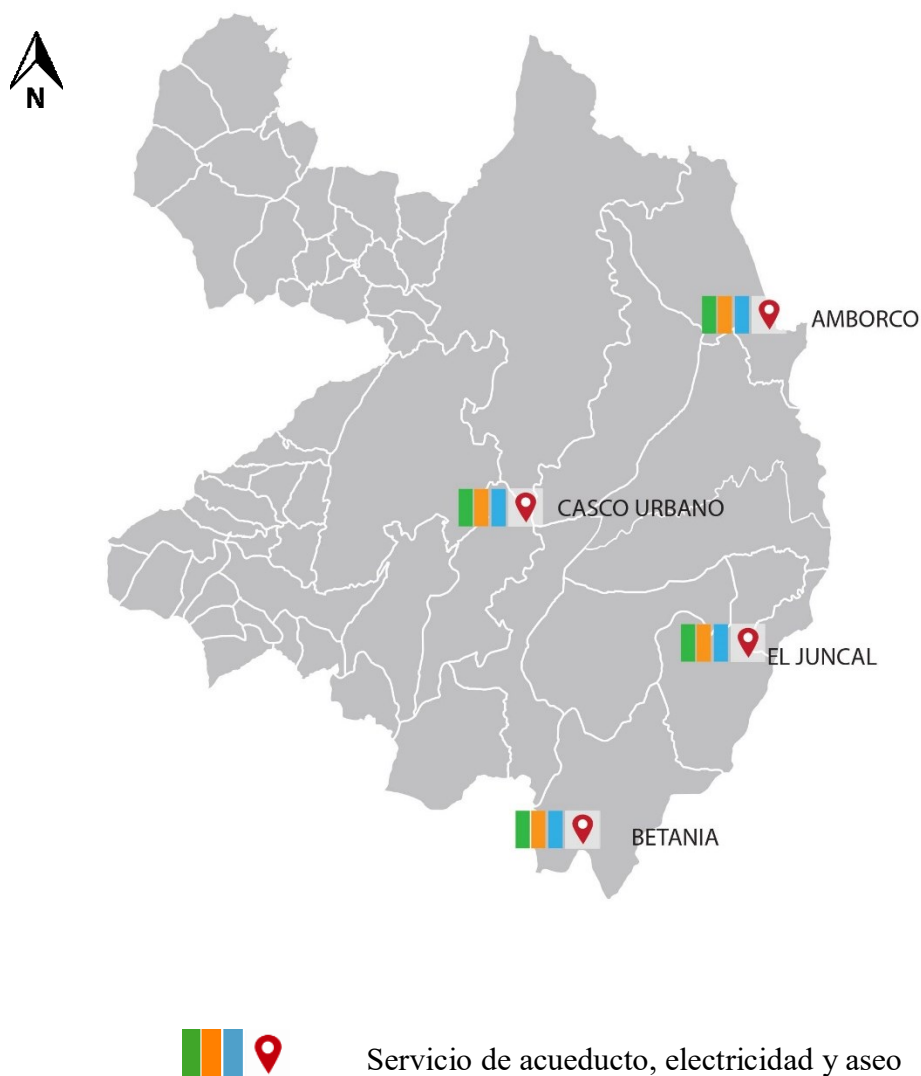 N
AMBORCO
CASCO URBANO
EL JUNCAL
BETANIA
Servicio de acueducto, electricidad y aseo